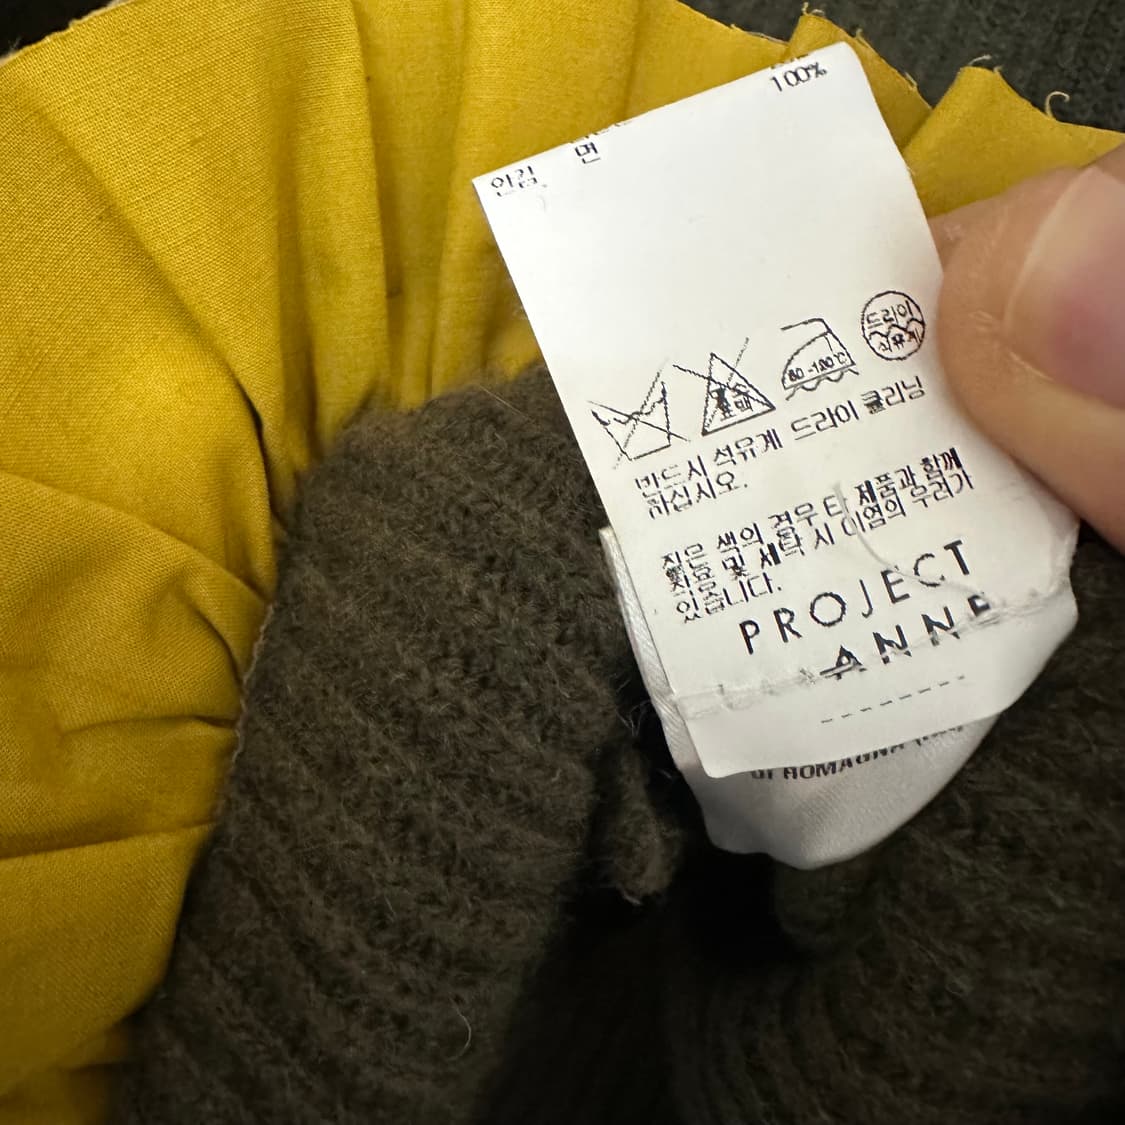 면 100%
안감
표백
80-120℃
드라이
석유계
반드시 석유계 드라이 클리닝
하십시오.
짙은 색의 경우 타 제품과 함께
착용 및 세탁 시 이염의 우려가
있습니다.
PROJECT
ANNE